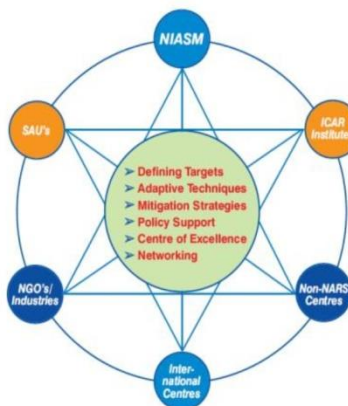 NIASM
SAU's
ICAR
Institute
➢ Defining Targets
➢ Adaptive Techniques
➢ Mitigation Strategies
➢ Policy Support
➢ Centre of Excellence
➢ Networking
NGO's/
Industries
Non-NARS
Centres
Inter-
national
Centres